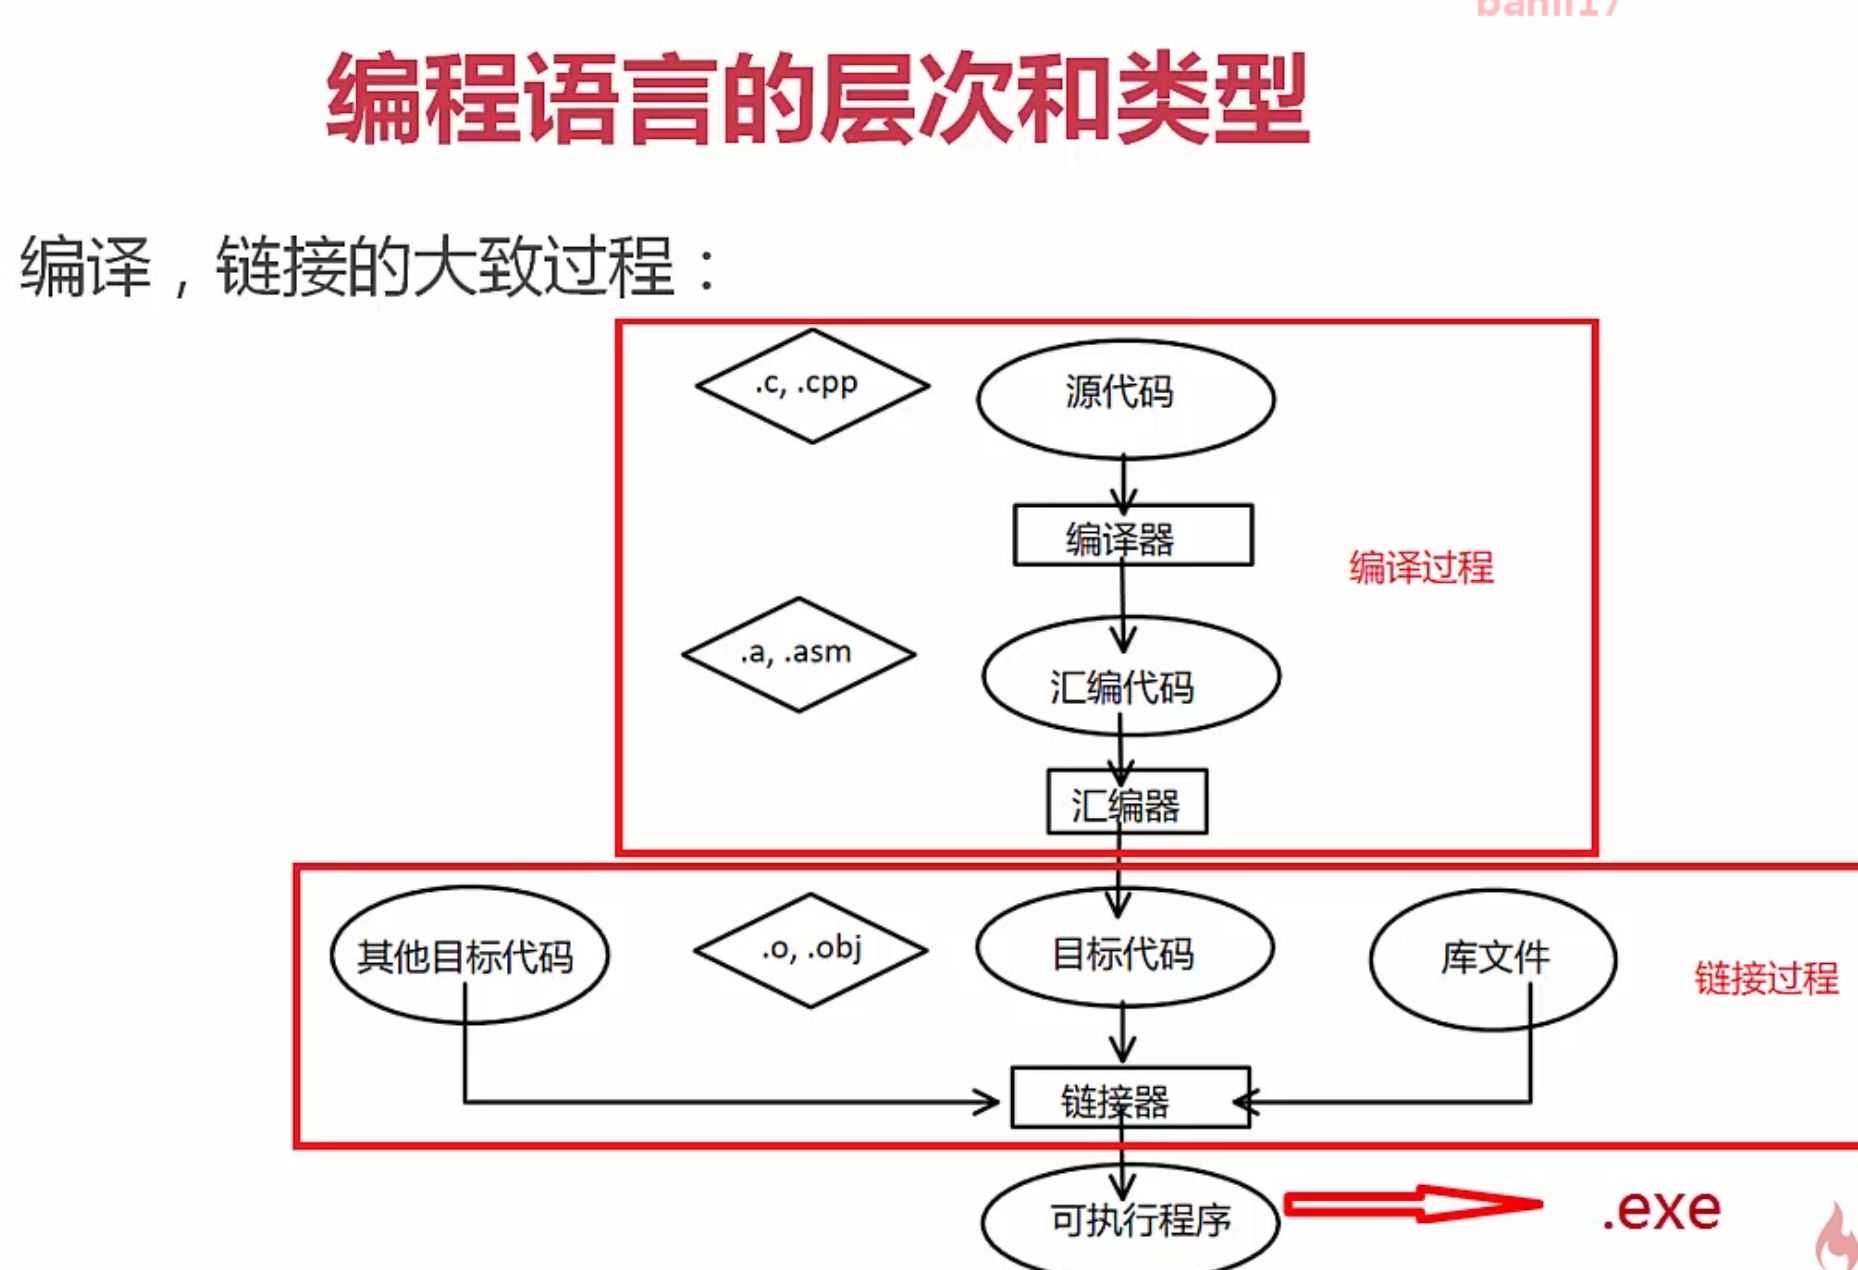 编程语言的层次和类型
编译，链接的大致过程：
.c, .cpp
源代码
编译器
编译过程
.a, .asm
汇编代码
汇编器
其他目标代码
.o, .obj
目标代码
库文件
链接过程
链接器
可执行程序
.exe